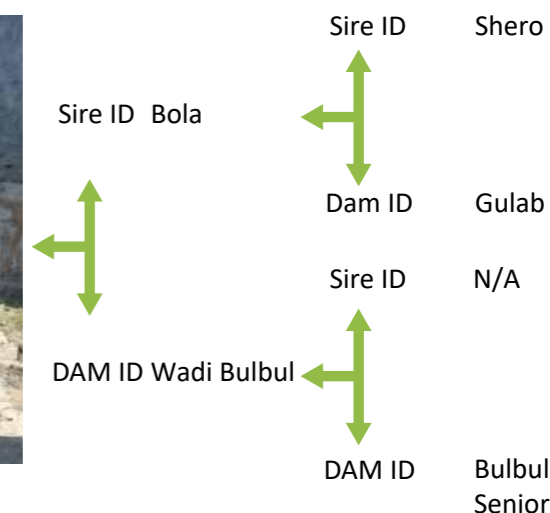 Sire ID Shero
Sire ID Bola
Dam ID Gulab
Sire ID N/A
DAM ID Wadi Bulbul
DAM ID Bulbul
Senior